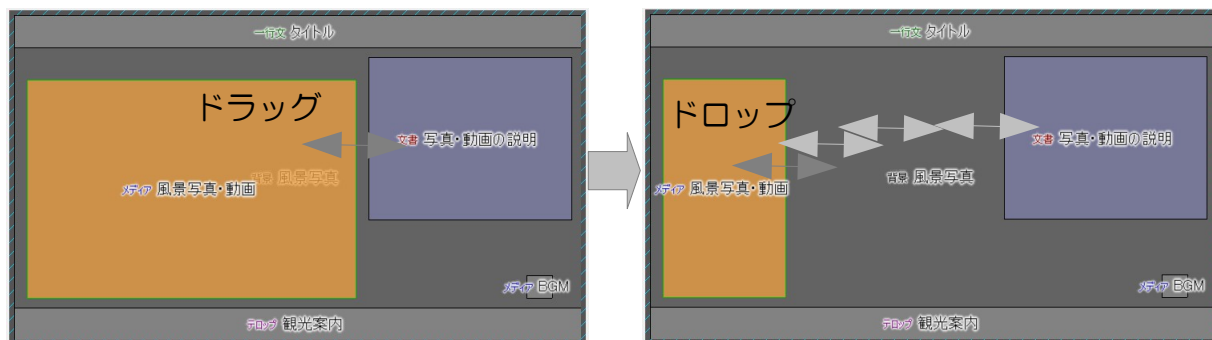 一行文 タイトル
ドラッグ
文書 写真・動画の説明
背景 風景写真
メディア 風景写真・動画
メディア BGM
テロップ 観光案内
一行文 タイトル
ドロップ
文書 写真・動画の説明
背景 風景写真
メディア 風景写真・動画
メディア BGM
テロップ 観光案内